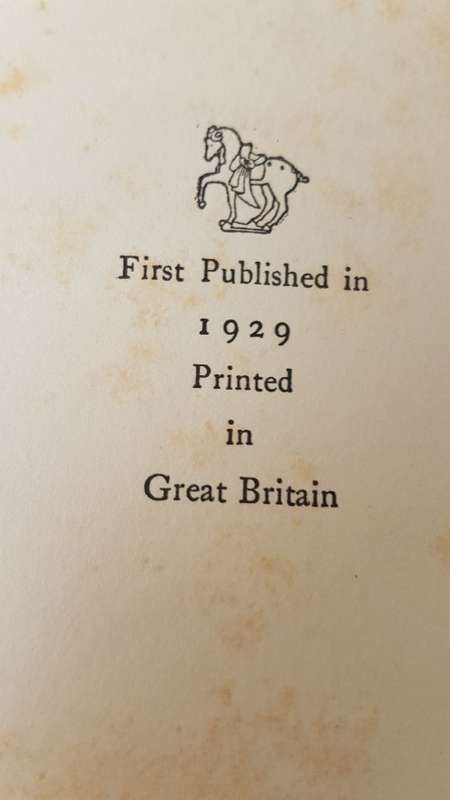 First Published in
1929
Printed
in
Great Britain